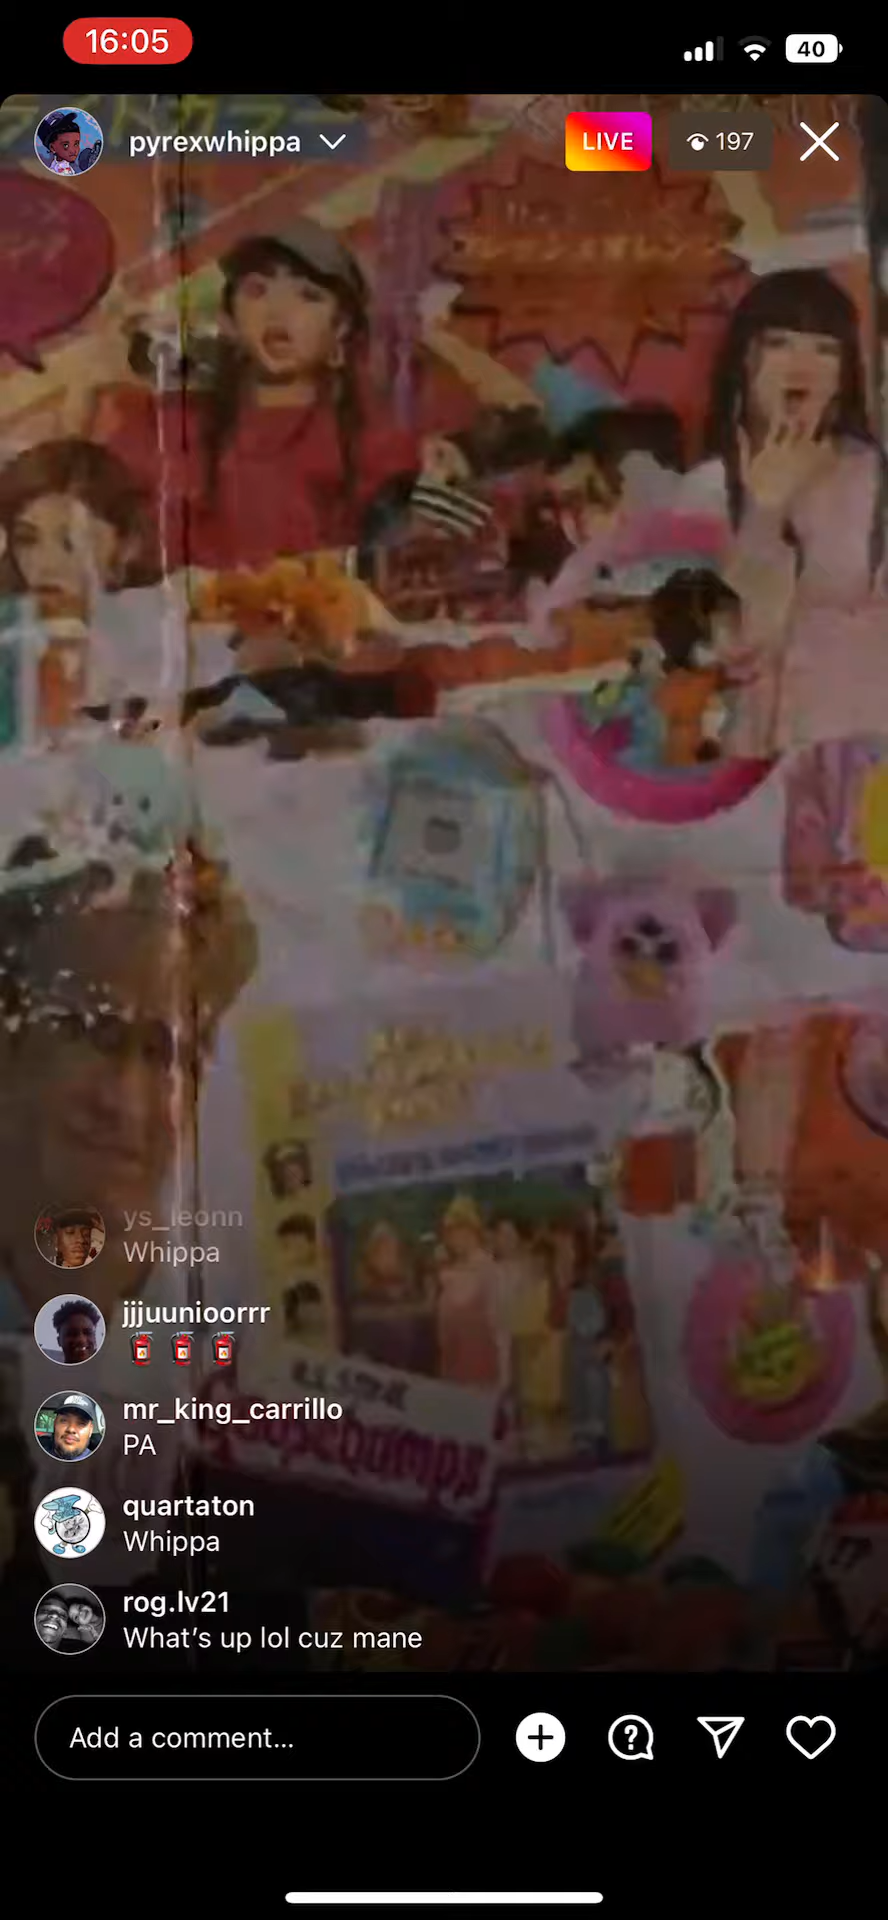 16:05
40
pyrexwhippa
LIVE
197
ys_leonn
Whippa
jjjuunioorrr
🧯 🧯 🧯
mr_king_carrillo
PA
quartaton
Whippa
rog.lv21
What's up lol cuz mane
Add a comment...